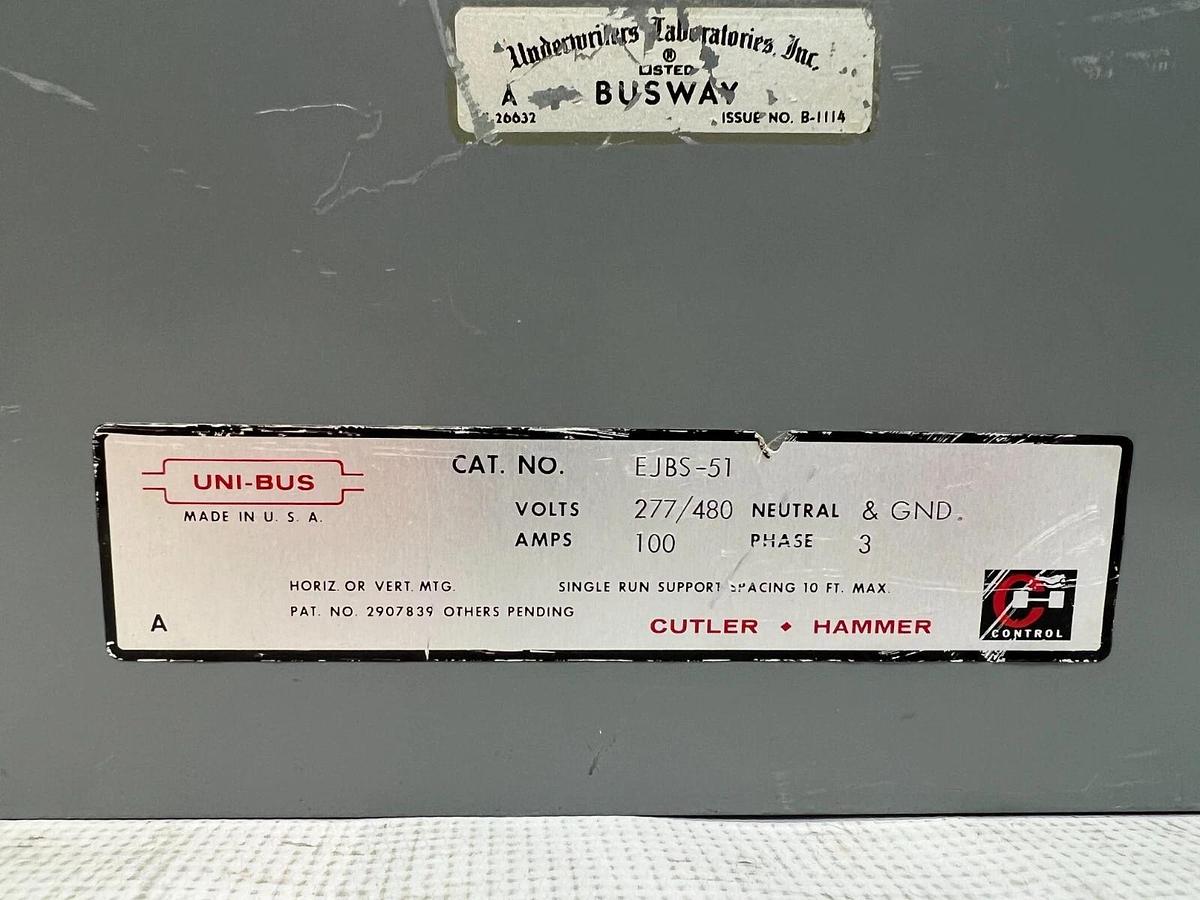 Underwriters Laboratories, Inc.
®
LISTED
A BUSWAY
26632 ISSUE NO. B-1114
UNI-BUS
MADE IN U. S. A.
CAT. NO. EJBS-51
VOLTS 277/480 NEUTRAL & GND.
AMPS 100 PHASE 3
HORIZ. OR VERT. MTG. SINGLE RUN SUPPORT SPACING 10 FT. MAX.
PAT. NO. 2907839 OTHERS PENDING
A CUTLER ♦ HAMMER
CH
CONTROL